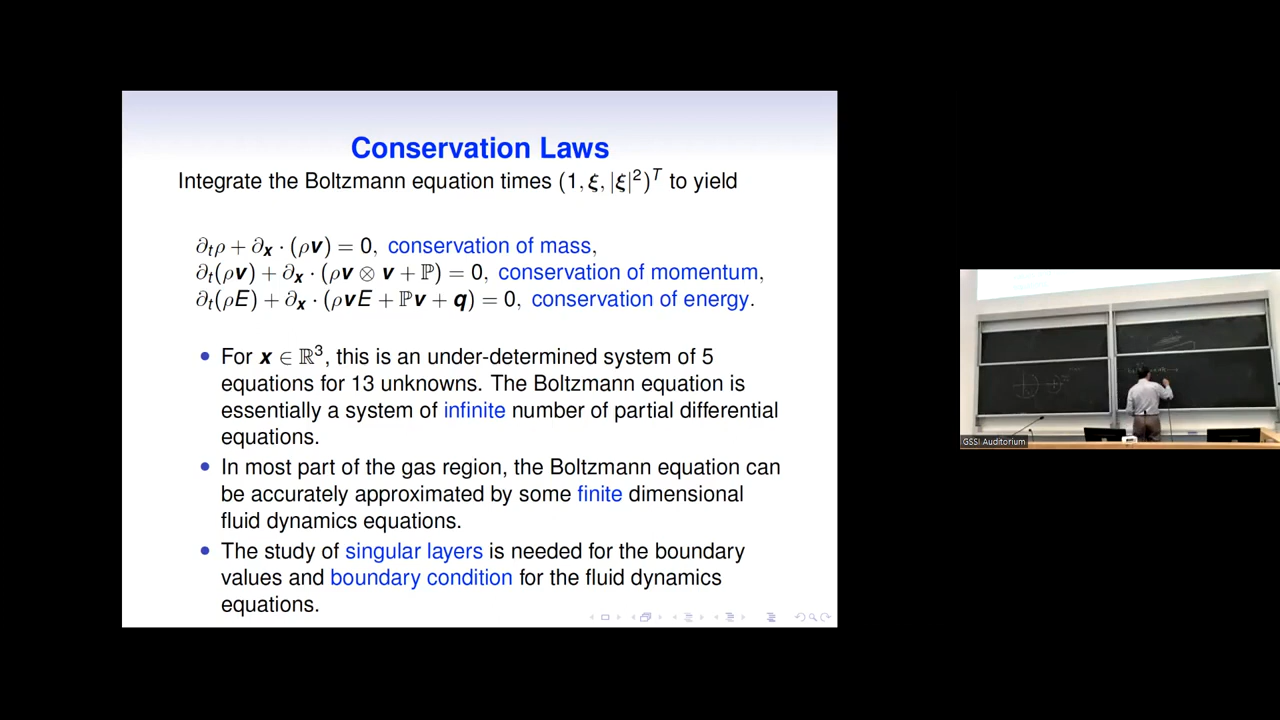 Conservation Laws
Integrate the Boltzmann equation times (1, ξ, |ξ|²)ᵀ to yield
∂ₜρ + ∂ₓ · (ρv) = 0, conservation of mass,
∂ₜ(ρv) + ∂ₓ · (ρv ⊗ v + ℙ) = 0, conservation of momentum,
∂ₜ(ρE) + ∂ₓ · (ρvE + ℙv + q) = 0, conservation of energy.
• For x ∈ ℝ³, this is an under-determined system of 5
equations for 13 unknowns. The Boltzmann equation is
essentially a system of infinite number of partial differential
equations.
• In most part of the gas region, the Boltzmann equation can
be accurately approximated by some finite dimensional
fluid dynamics equations.
• The study of singular layers is needed for the boundary
values and boundary condition for the fluid dynamics
equations.
GSSI Auditorium